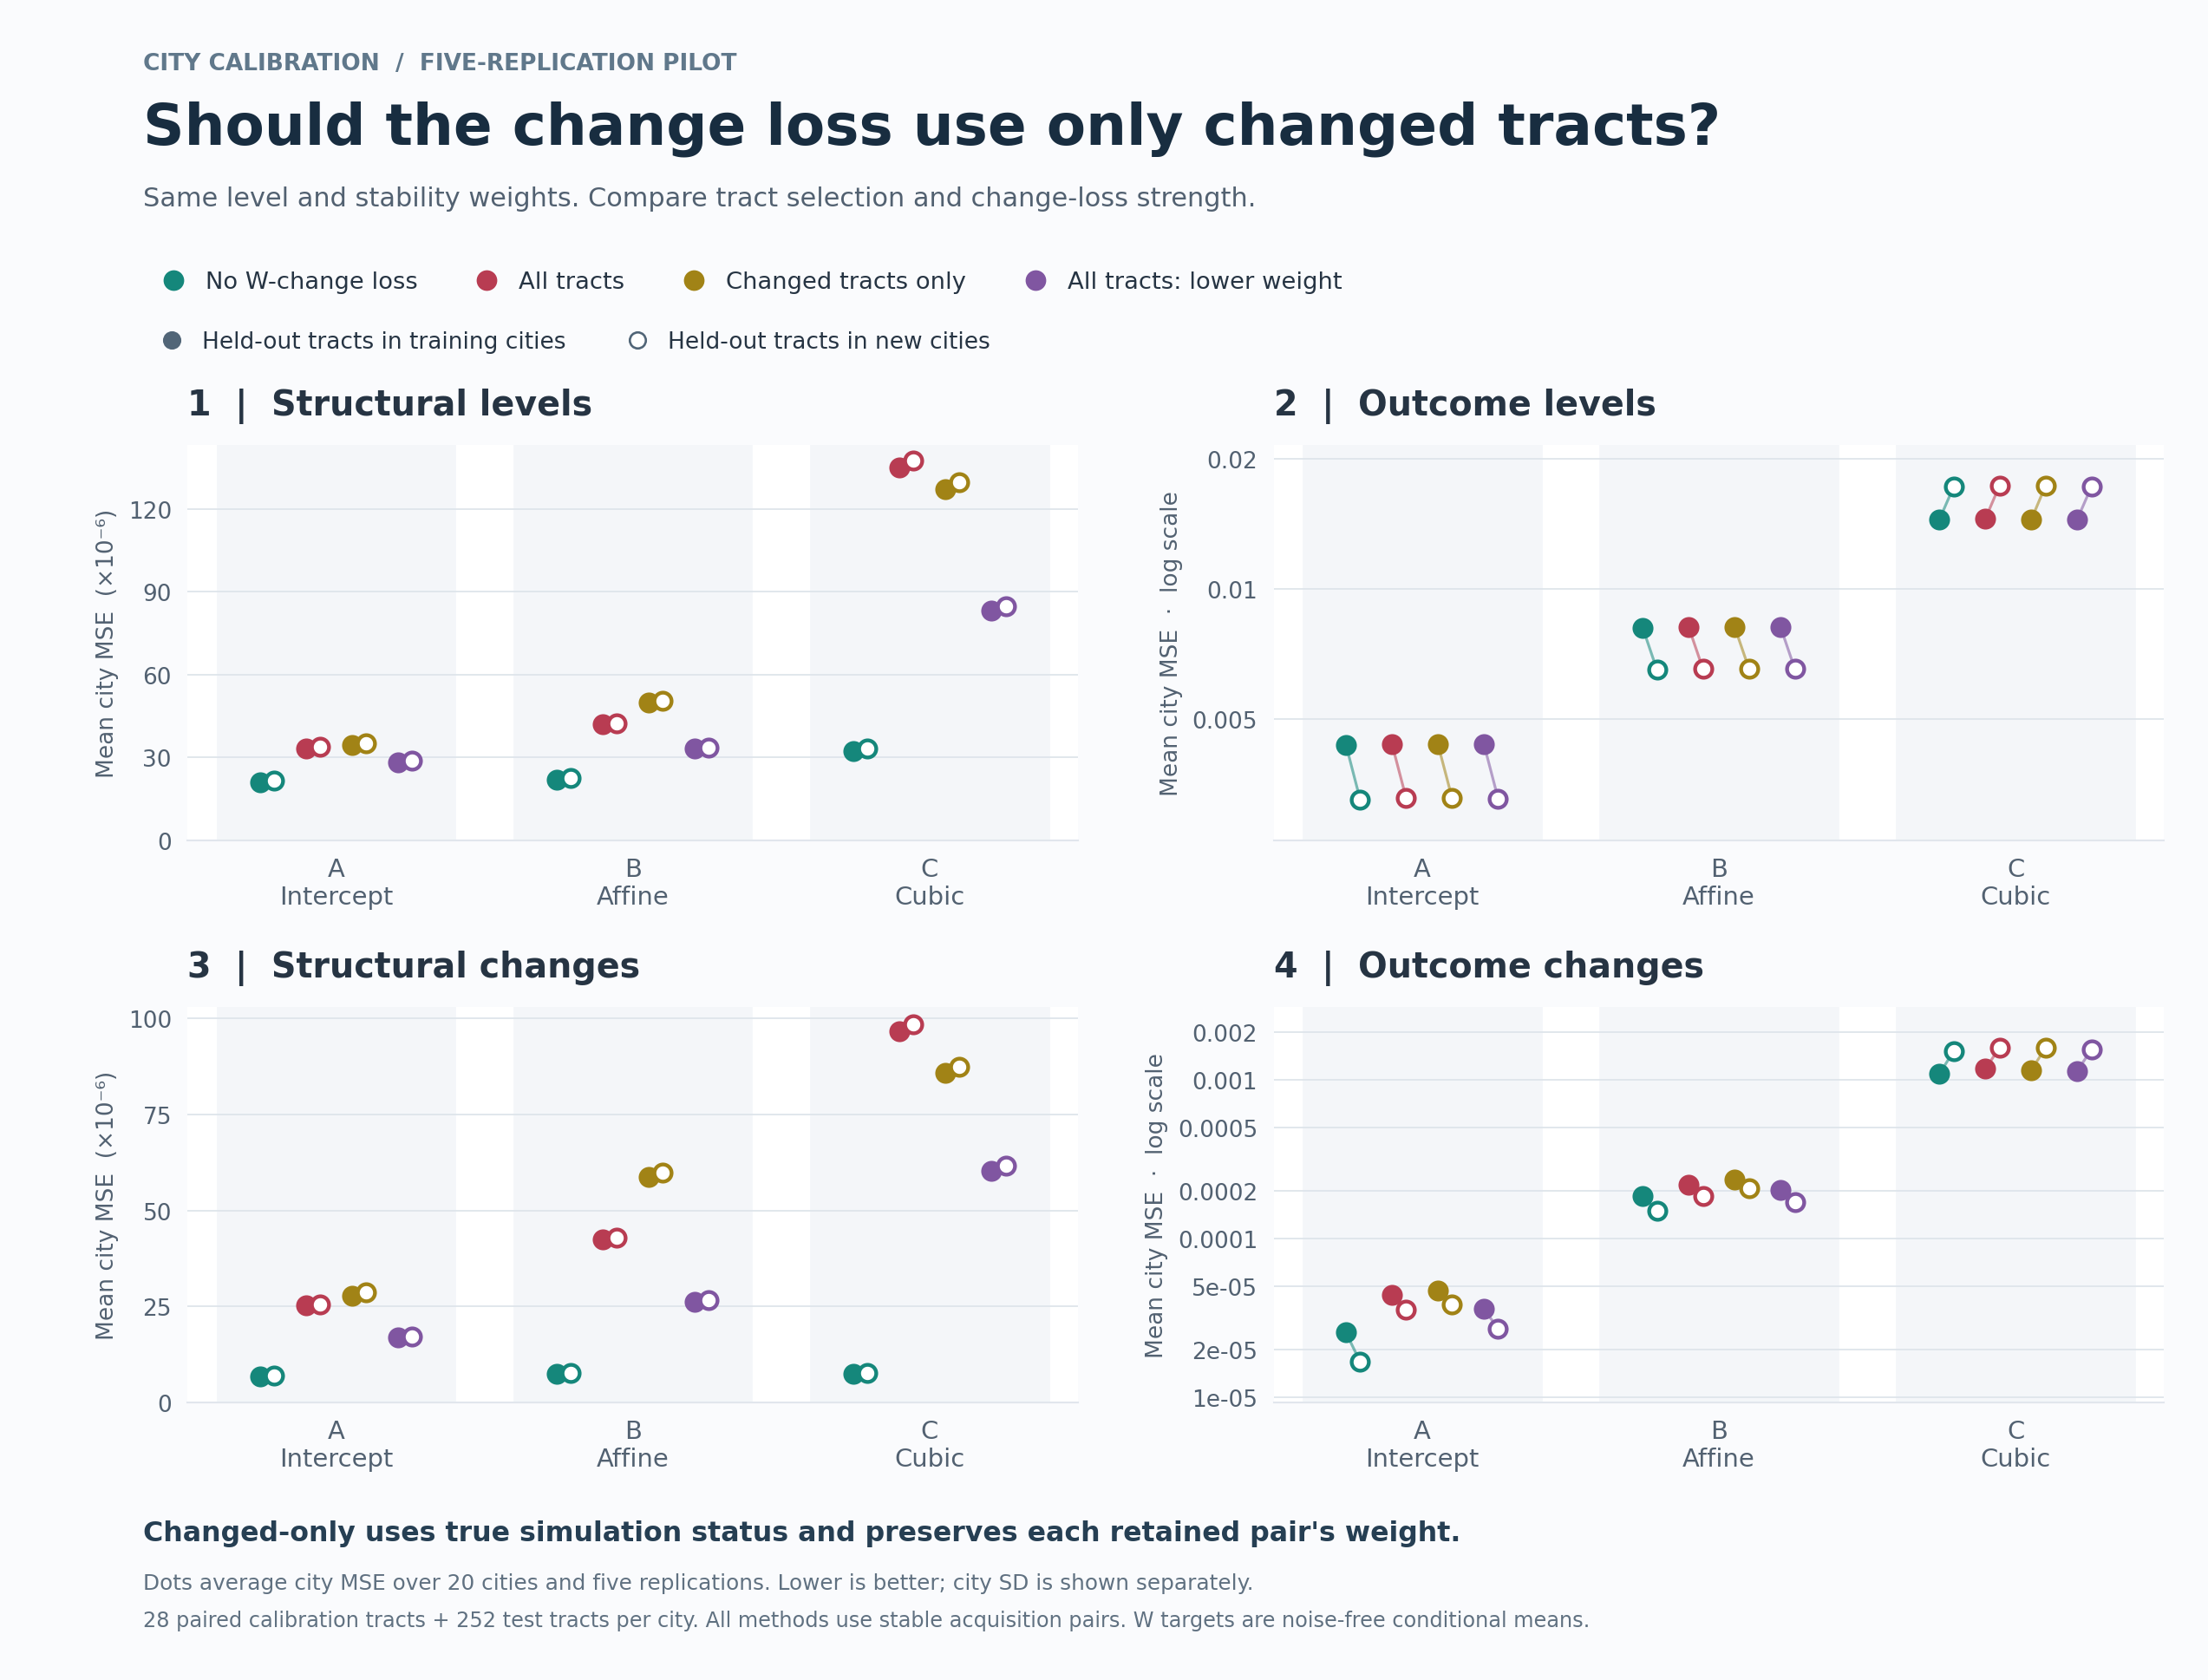 CITY CALIBRATION / FIVE-REPLICATION PILOT
Should the change loss use only changed tracts?
Same level and stability weights. Compare tract selection and change-loss strength.
No W-change loss
All tracts
Changed tracts only
All tracts: lower weight
Held-out tracts in training cities
Held-out tracts in new cities
1 | Structural levels
Mean city MSE (×10⁻⁶)
120
90
60
30
0
A
Intercept
B
Affine
C
Cubic
2 | Outcome levels
Mean city MSE · log scale
0.02
0.01
0.005
A
Intercept
B
Affine
C
Cubic
3 | Structural changes
Mean city MSE (×10⁻⁶)
100
75
50
25
0
A
Intercept
B
Affine
C
Cubic
4 | Outcome changes
Mean city MSE · log scale
0.002
0.001
0.0005
0.0002
0.0001
5e-05
2e-05
1e-05
A
Intercept
B
Affine
C
Cubic
Changed-only uses true simulation status and preserves each retained pair's weight.
Dots average city MSE over 20 cities and five replications. Lower is better; city SD is shown separately.
28 paired calibration tracts + 252 test tracts per city. All methods use stable acquisition pairs. W targets are noise-free conditional means.